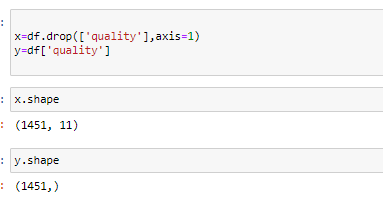 :
x=df.drop(['quality'],axis=1)
y=df['quality']
: x.shape
: (1451, 11)
: y.shape
: (1451,)